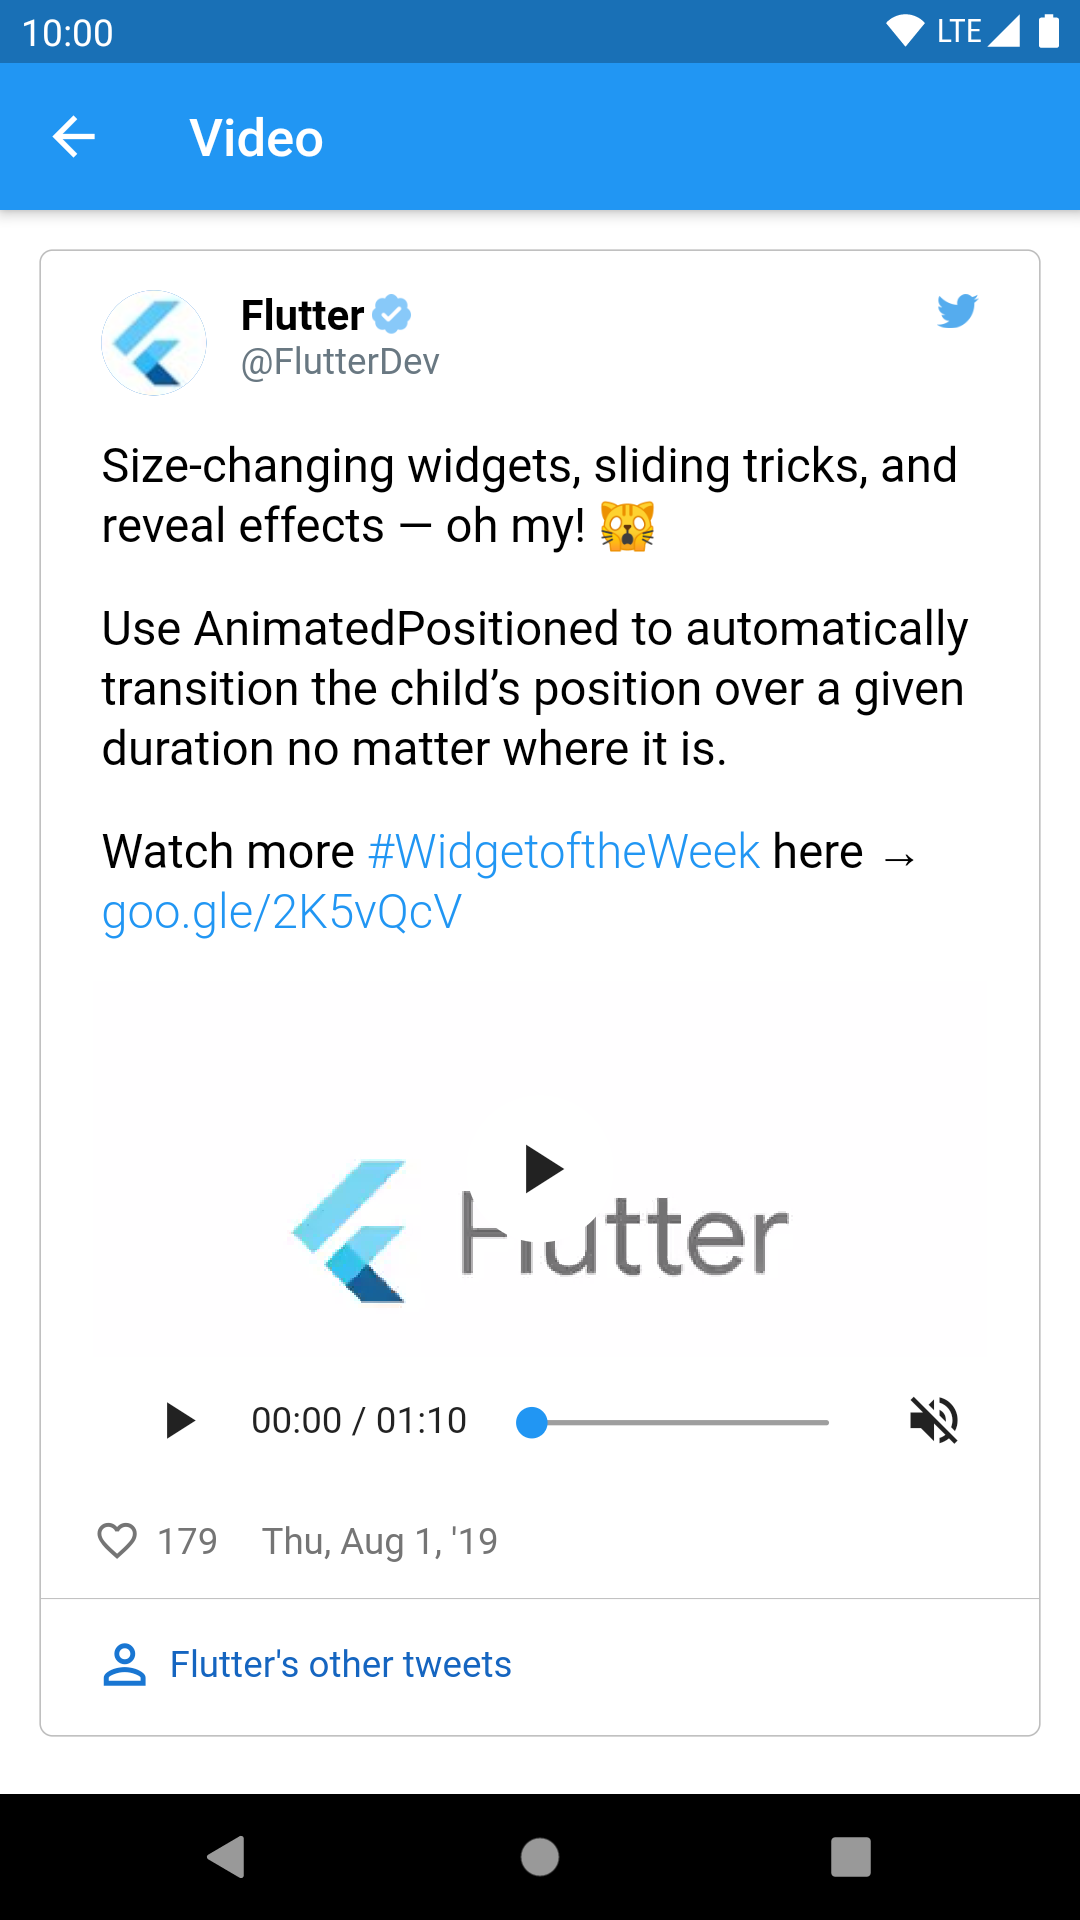 10:00 LTE
Video
Flutter
@FlutterDev
Size-changing widgets, sliding tricks, and
reveal effects — oh my! 🙀
Use AnimatedPositioned to automatically
transition the child’s position over a given
duration no matter where it is.
Watch more #WidgetoftheWeek here →
goo.gle/2K5vQcV
Flutter
00:00 / 01:10
179 Thu, Aug 1, '19
Flutter's other tweets